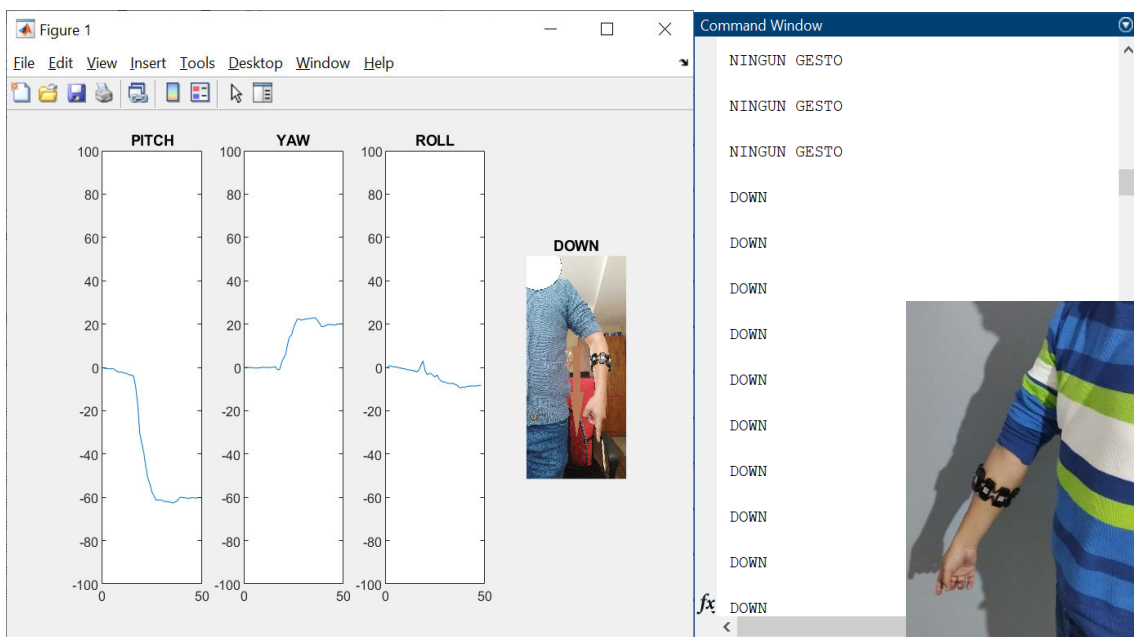 Figure 1
File Edit View Insert Tools Desktop Window Help
PITCH
100
80
60
40
20
0
-20
-40
-60
-80
-100
0 50
YAW
100
80
60
40
20
0
-20
-40
-60
-80
-100
0 50
ROLL
100
80
60
40
20
0
-20
-40
-60
-80
-100
0 50
DOWN
Command Window
NINGUN GESTO
NINGUN GESTO
NINGUN GESTO
DOWN
DOWN
DOWN
DOWN
DOWN
DOWN
DOWN
DOWN
DOWN
fx DOWN